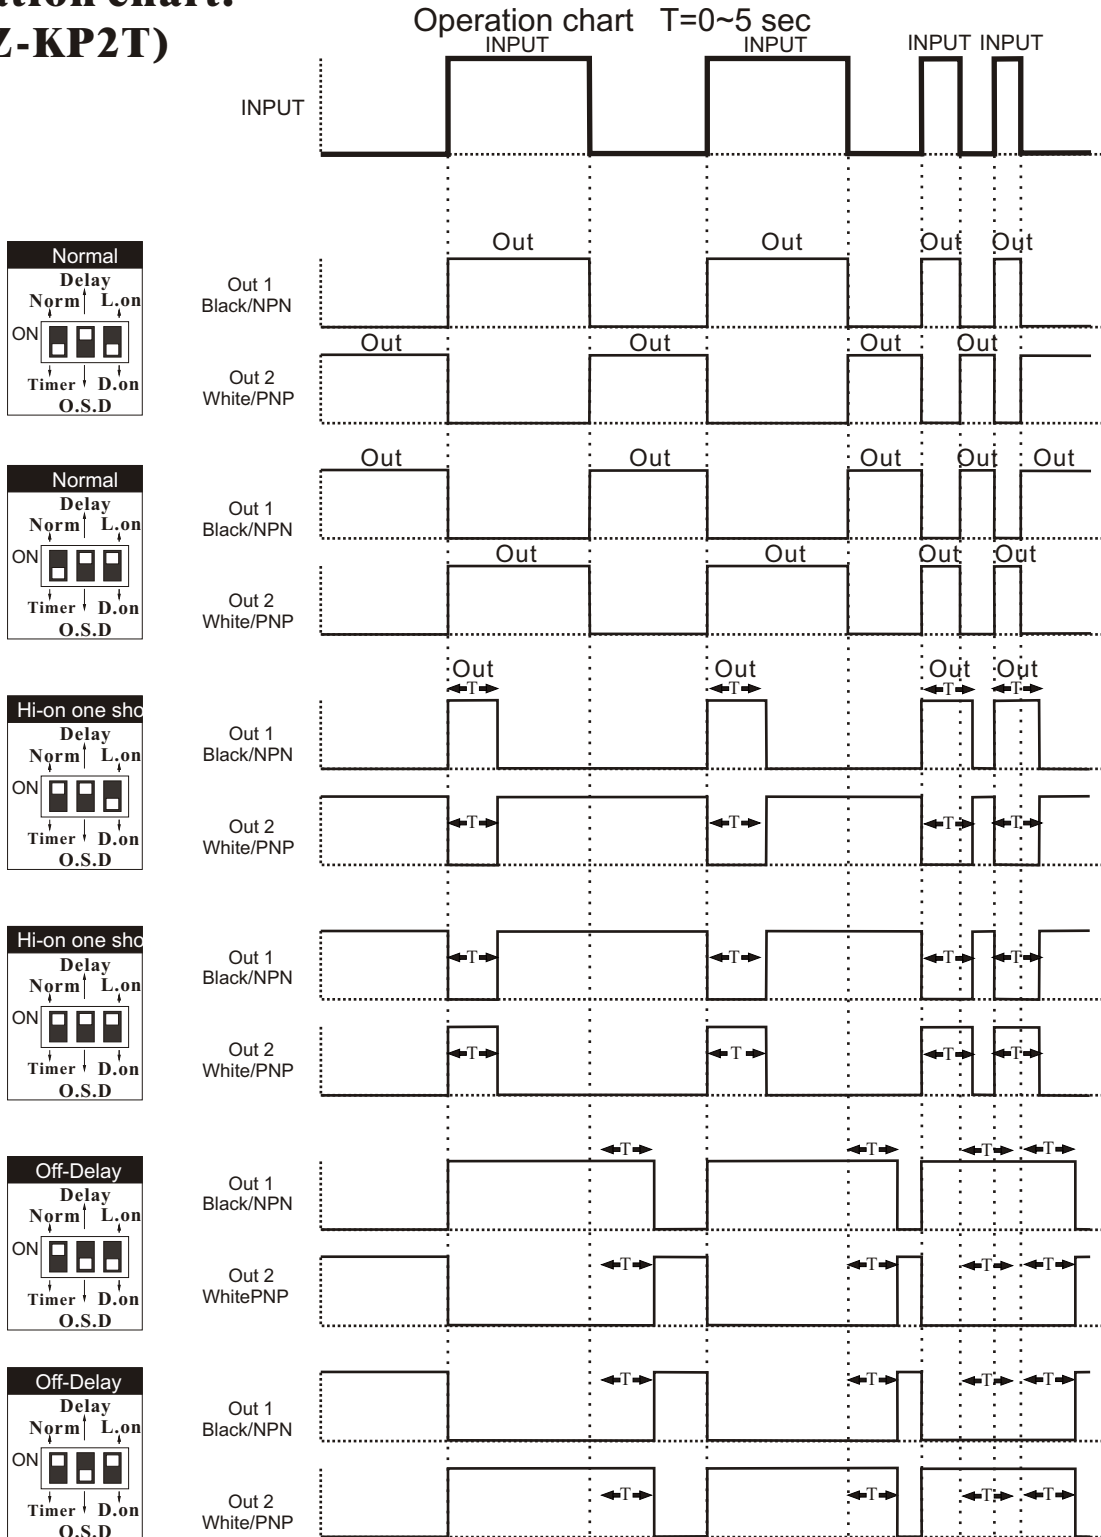 ation chart:
Z-KP2T)
Operation chart T=0~5 sec
INPUT INPUT INPUT INPUT
INPUT
Normal
Delay
Norm L.on
ON
Timer D.on
O.S.D
Out Out Out Out
Out 1
Black/NPN
Out Out Out Out
Out 2
White/PNP
Normal
Delay
Norm L.on
ON
Timer D.on
O.S.D
Out Out Out Out Out
Out 1
Black/NPN
Out Out Out Out
Out 2
White/PNP
Hi-on one sho
Delay
Norm L.on
ON
Timer D.on
O.S.D
Out Out Out Out
T T T T
Out 1
Black/NPN
T T T T
Out 2
White/PNP
Hi-on one sho
Delay
Norm L.on
ON
Timer D.on
O.S.D
T T T T
Out 1
Black/NPN
T T T T
Out 2
White/PNP
Off-Delay
Delay
Norm L.on
ON
Timer D.on
O.S.D
T T T T
Out 1
Black/NPN
T T T T
Out 2
WhitePNP
Off-Delay
Delay
Norm L.on
ON
Timer D.on
O.S.D
T T T T
Out 1
Black/NPN
T T T T
Out 2
White/PNP